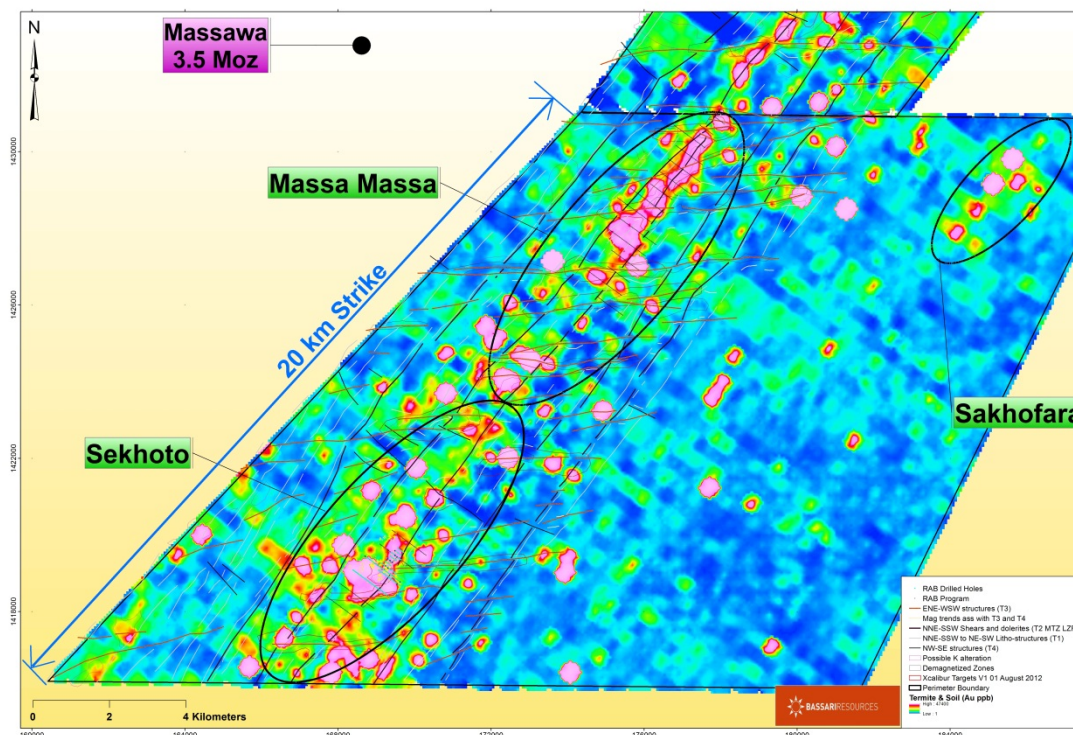 Massawa
3.5 Moz
N
Massa Massa
20 km Strike
Sekhoto
Sakhofara
1430000
1426000
1422000
1418000
0 2 4 Kilometers
160000 164000 168000 172000 176000 180000 184000
RAB Drilled Holes
RAB Program
ENE-WSW structures (T3)
Mag trends ass with T3 and T4
NNE-SSW Shears and dolerites (T2 MTZ LZ
NNE-SSW to NE-SW Litho-structures (T1)
NW-SE structures (T4)
Possible K alteration
Demagnetized Zones
Xcalibur Targets V1 01 August 2012
Perimeter Boundary
Termite & Soil (Au ppb)
High :
Low : 1
BASSARIRESOURCES